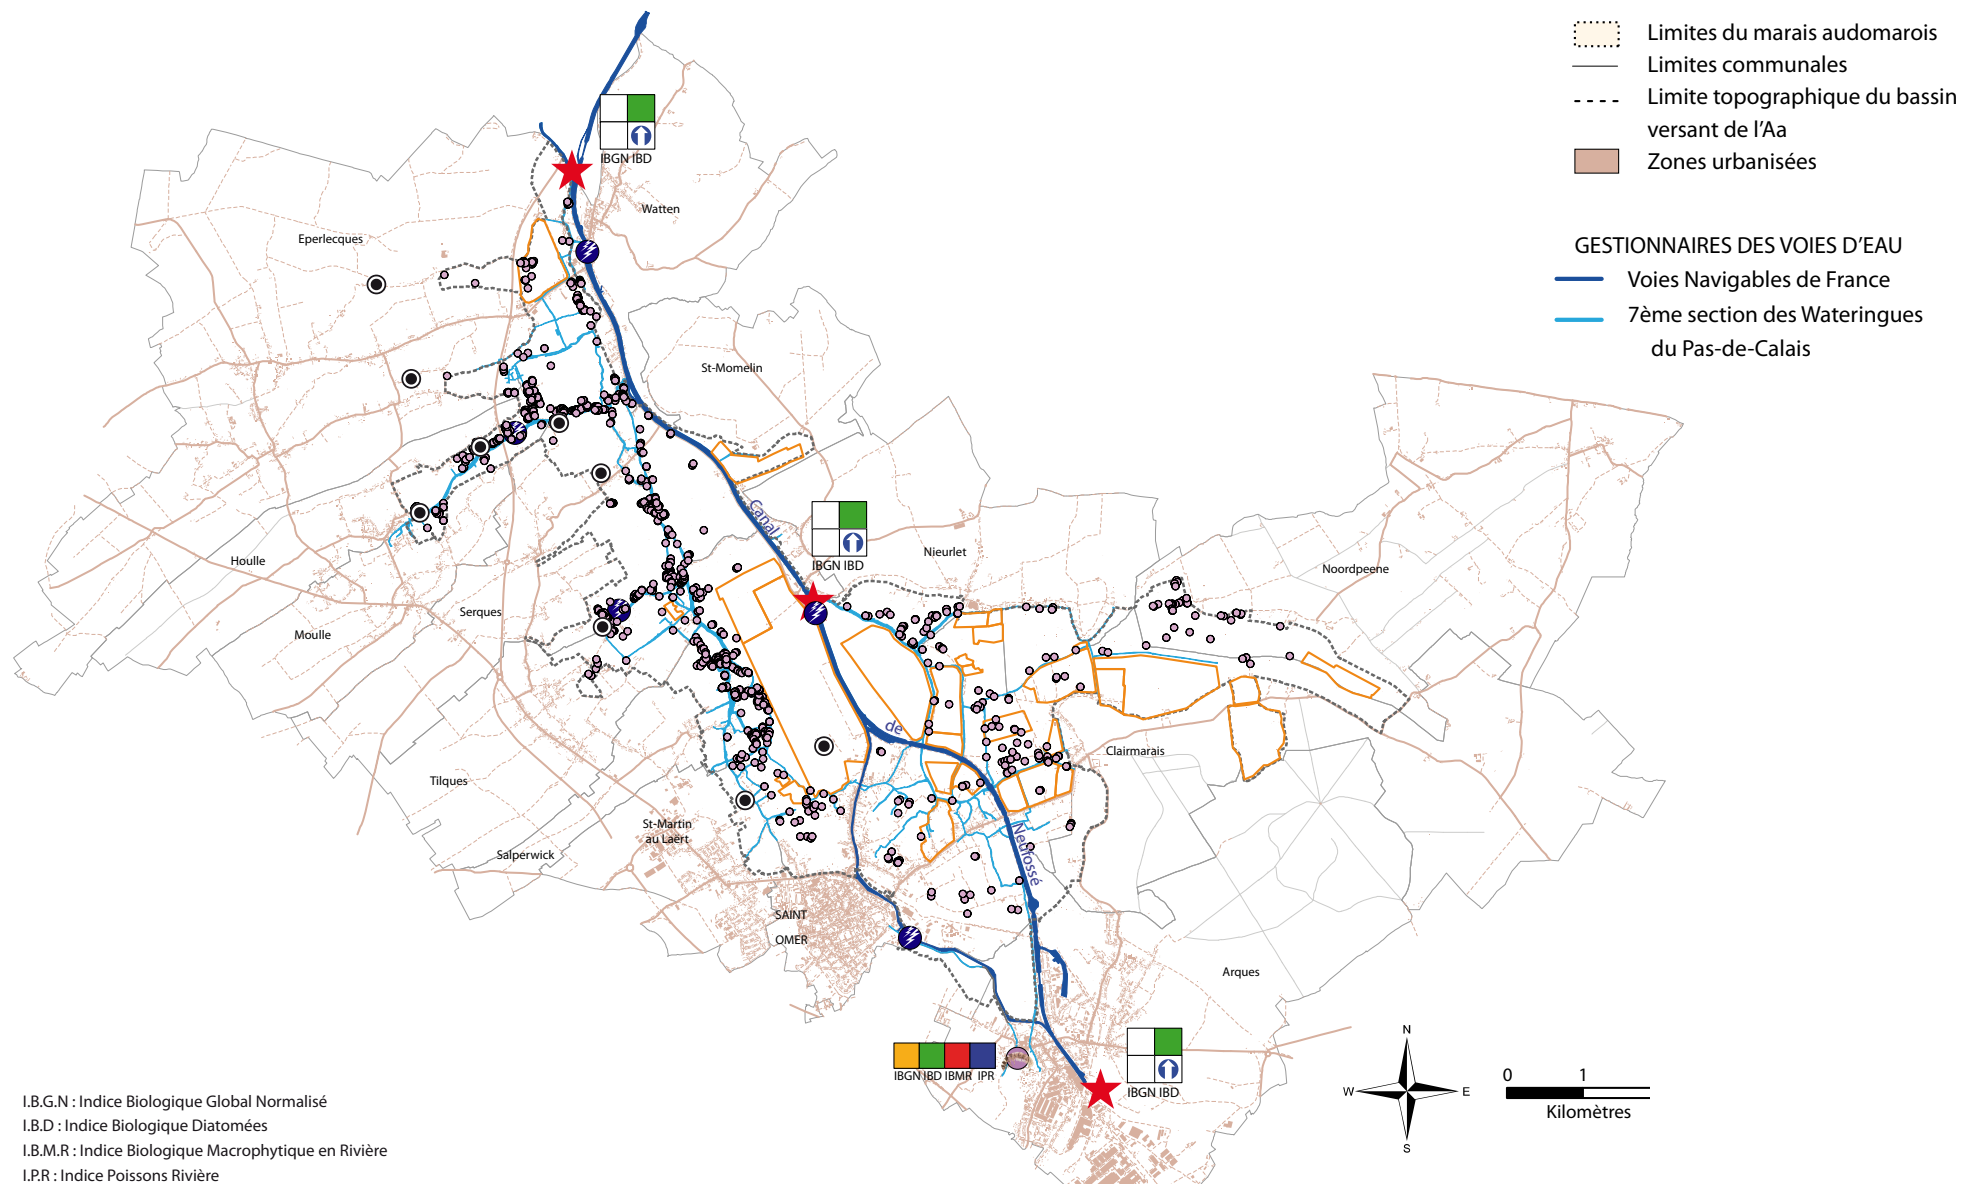 Limites du marais audomarois
Limites communales
Limite topographique du bassin
versant de l'Aa
Zones urbanisées
GESTIONNAIRES DES VOIES D'EAU
Voies Navigables de France
7ème section des Wateringues
du Pas-de-Calais
IBGN IBD
Watten
Eperlecques
St-Momelin
Canal
IBGN IBD
Nieurlet
Noordpeene
Houlle
Serques
Moulle
de
Clairmarais
Tilques
St-Martin
au Laërt
Salperwick
Neufossé
SAINT
OMER
Arques
IBGN IBD IBMR IPR
IBGN IBD
N
W
E
S
0 1
Kilomètres
I.B.G.N : Indice Biologique Global Normalisé
I.B.D : Indice Biologique Diatomées
I.B.M.R : Indice Biologique Macrophytique en Rivière
I.P.R : Indice Poissons Rivière